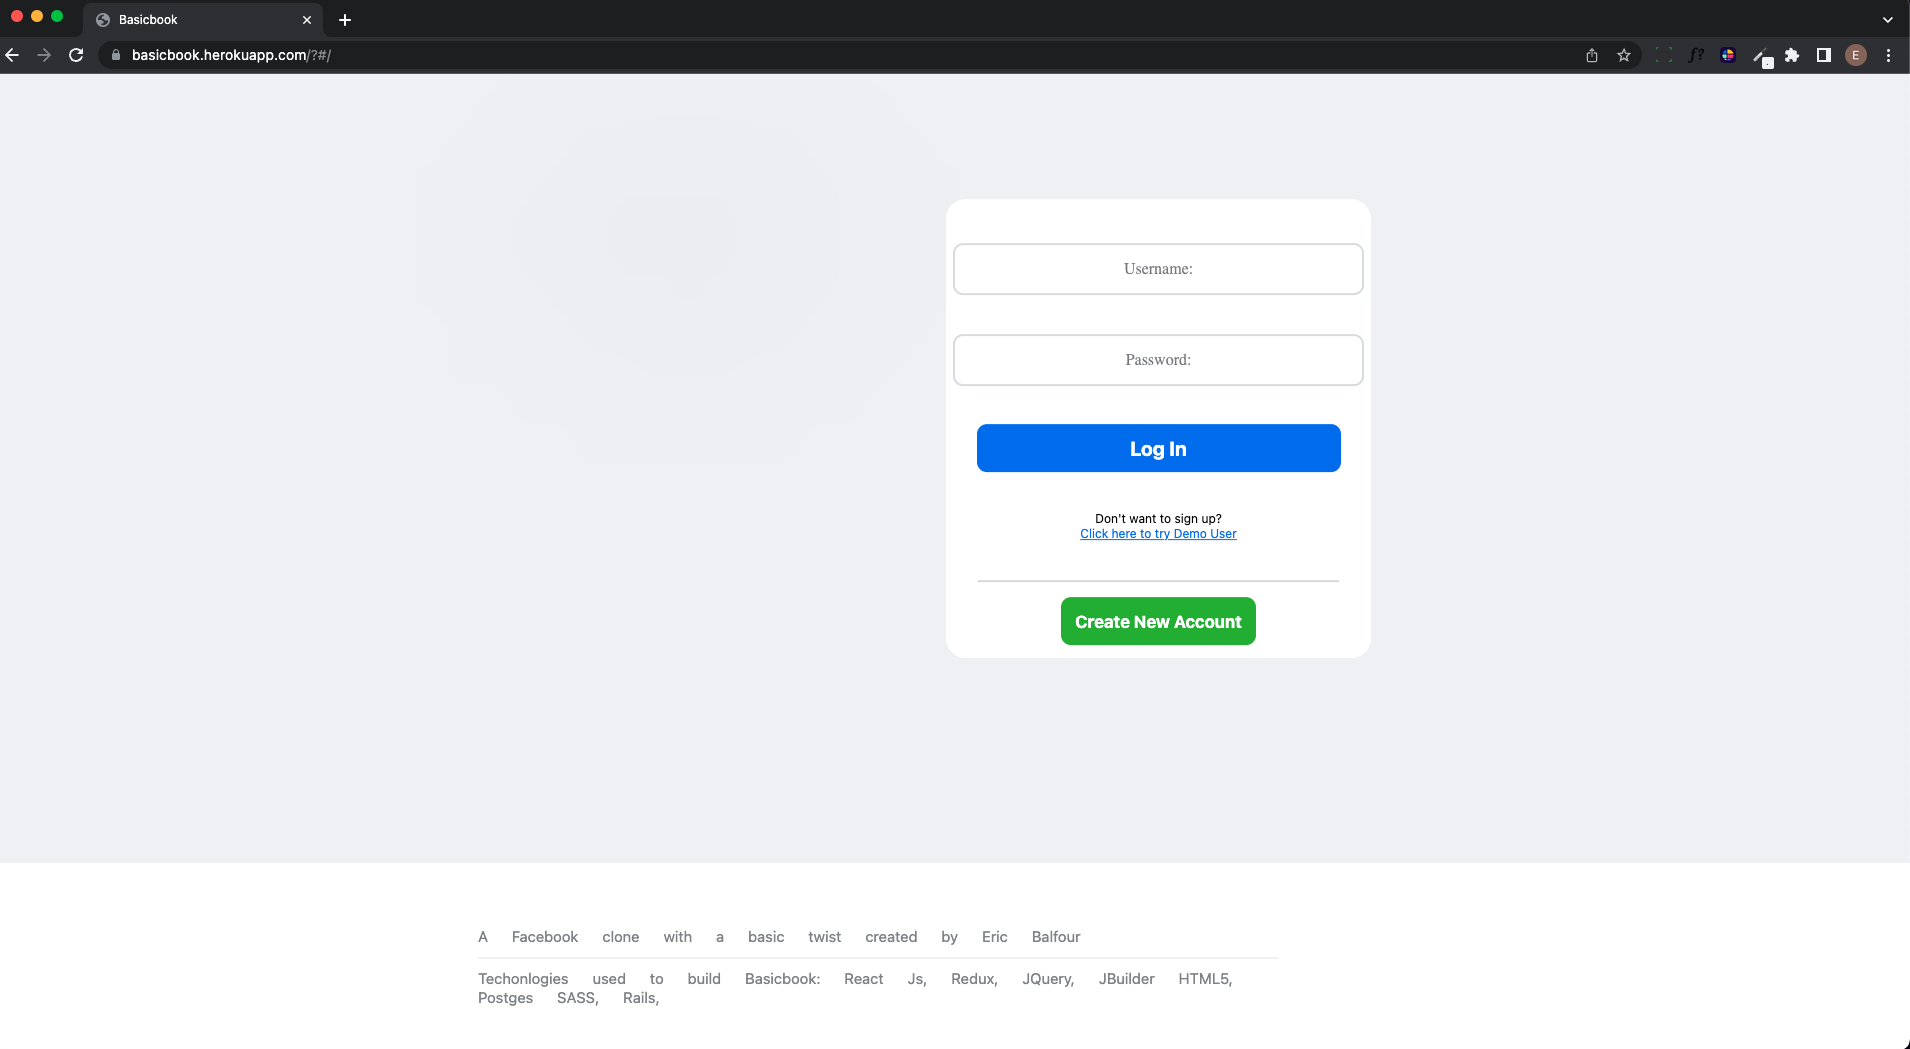 Basicbook
basicbook.herokuapp.com/?#/
f?
E
Username:
Password:
Log In
Don't want to sign up?
Click here to try Demo User
Create New Account
A Facebook clone with a basic twist created by Eric Balfour
Techonlogies used to build Basicbook: React Js, Redux, JQuery, JBuilder HTML5,
Postges SASS, Rails,